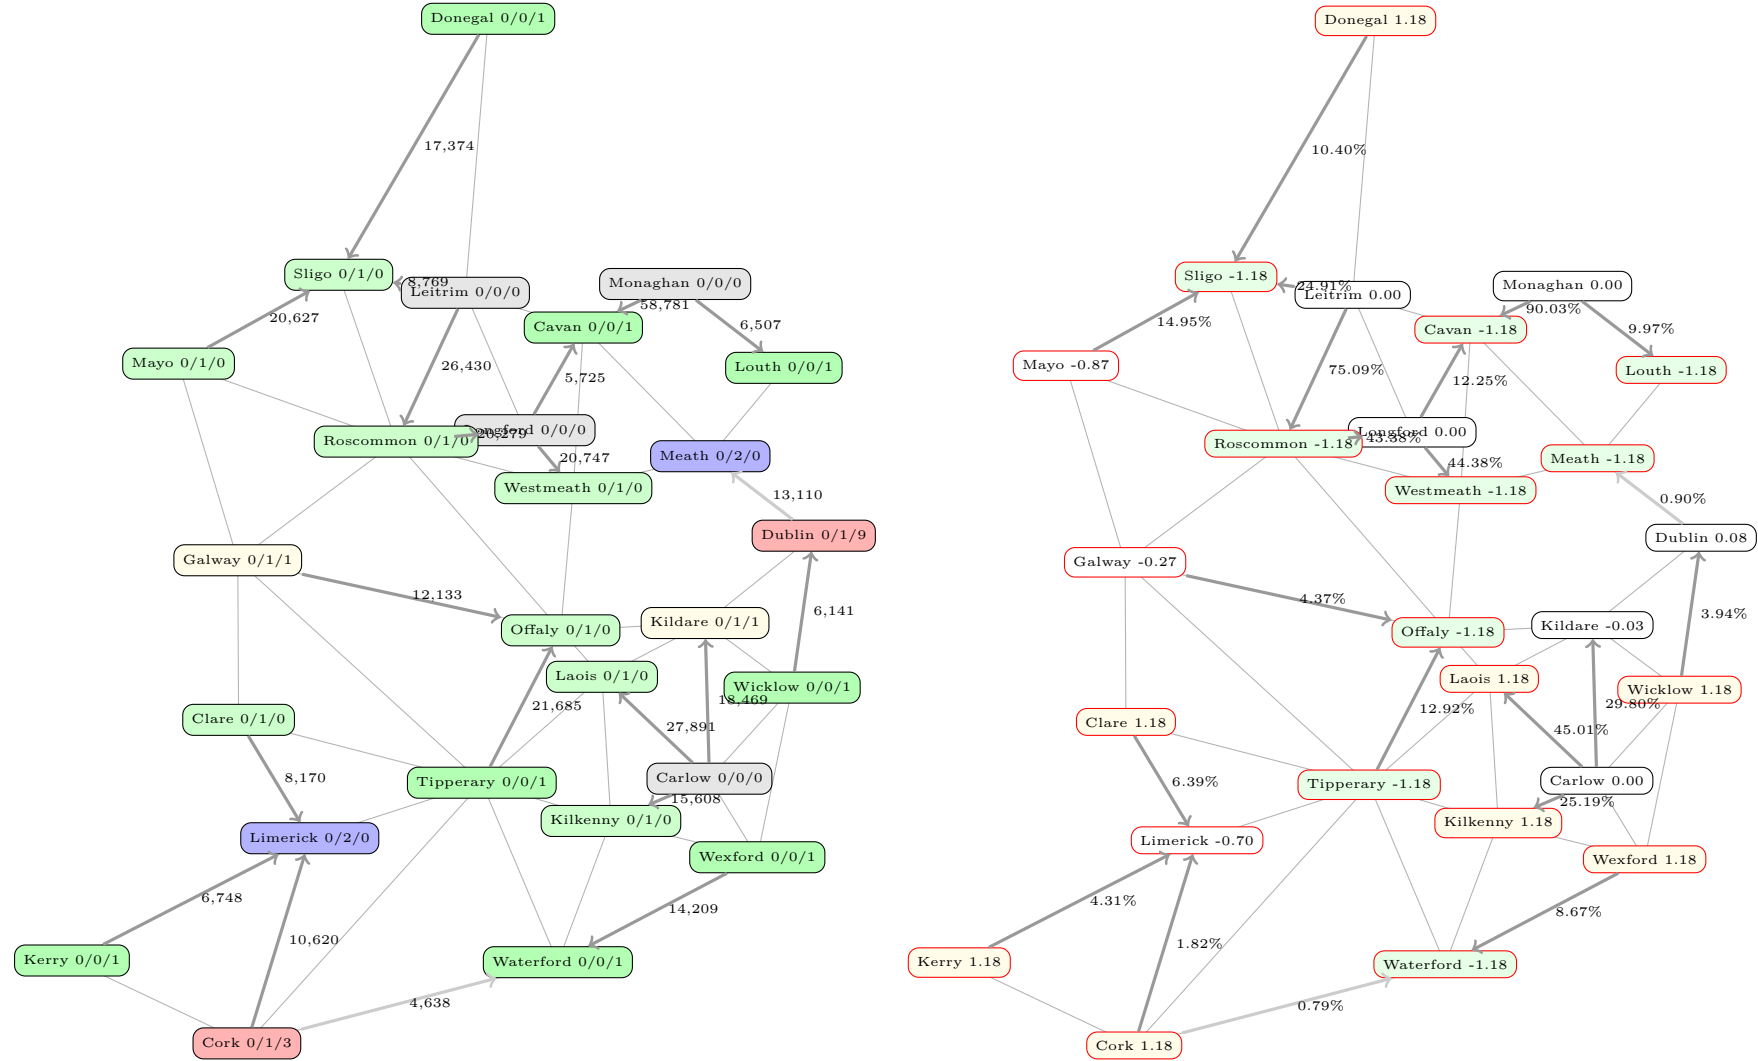 Donegal 0/0/1
17,374
Sligo 0/1/0
8,769
Leitrim 0/0/0
Monaghan 0/0/0
58,781
20,627
Cavan 0/0/1
6,507
Mayo 0/1/0
26,430
5,725
Louth 0/0/1
Roscommon 0/1/0
Longford 0/0/0
20,279
20,747
Meath 0/2/0
Westmeath 0/1/0
13,110
Dublin 0/1/9
Galway 0/1/1
12,133
Offaly 0/1/0
Kildare 0/1/1
6,141
Laois 0/1/0
Wicklow 0/0/1
21,685
18,469
Clare 0/1/0
27,891
8,170
Tipperary 0/0/1
Carlow 0/0/0
15,608
Limerick 0/2/0
Kilkenny 0/1/0
Wexford 0/0/1
6,748
14,209
10,620
Kerry 0/0/1
Waterford 0/0/1
4,638
Cork 0/1/3
Donegal 1.18
10.40%
Sligo -1.18
24.91%
Leitrim 0.00
Monaghan 0.00
90.03%
14.95%
Cavan -1.18
9.97%
Mayo -0.87
75.09%
12.25%
Louth -1.18
Roscommon -1.18
Longford 0.00
43.38%
44.38%
Meath -1.18
Westmeath -1.18
0.90%
Dublin 0.08
Galway -0.27
4.37%
Offaly -1.18
Kildare -0.03
3.94%
Laois 1.18
Wicklow 1.18
12.92%
29.80%
Clare 1.18
45.01%
6.39%
Tipperary -1.18
Carlow 0.00
25.19%
Limerick -0.70
Kilkenny 1.18
Wexford 1.18
4.31%
8.67%
1.82%
Kerry 1.18
Waterford -1.18
0.79%
Cork 1.18